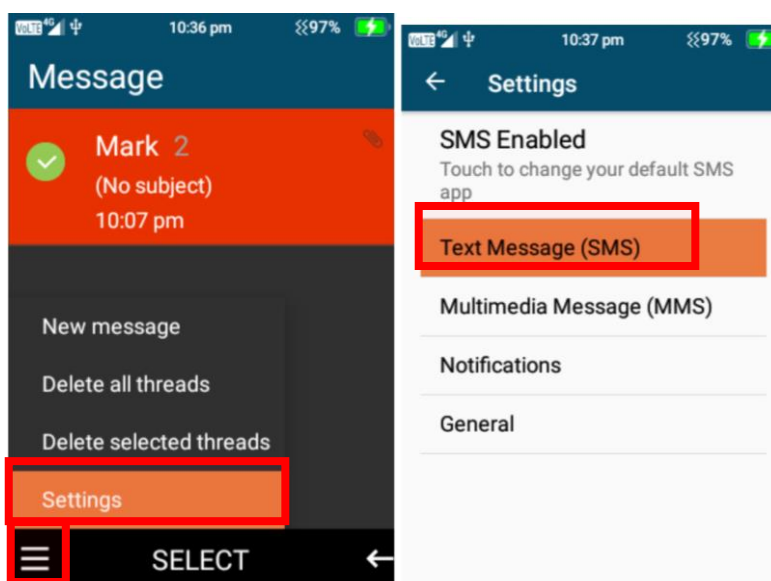 VoLTE 4G 10:36 pm 97%
Message
Mark 2
(No subject)
10:07 pm
New message
Delete all threads
Delete selected threads
Settings
SELECT
VoLTE 4G 10:37 pm 97%
Settings
SMS Enabled
Touch to change your default SMS
app
Text Message (SMS)
Multimedia Message (MMS)
Notifications
General